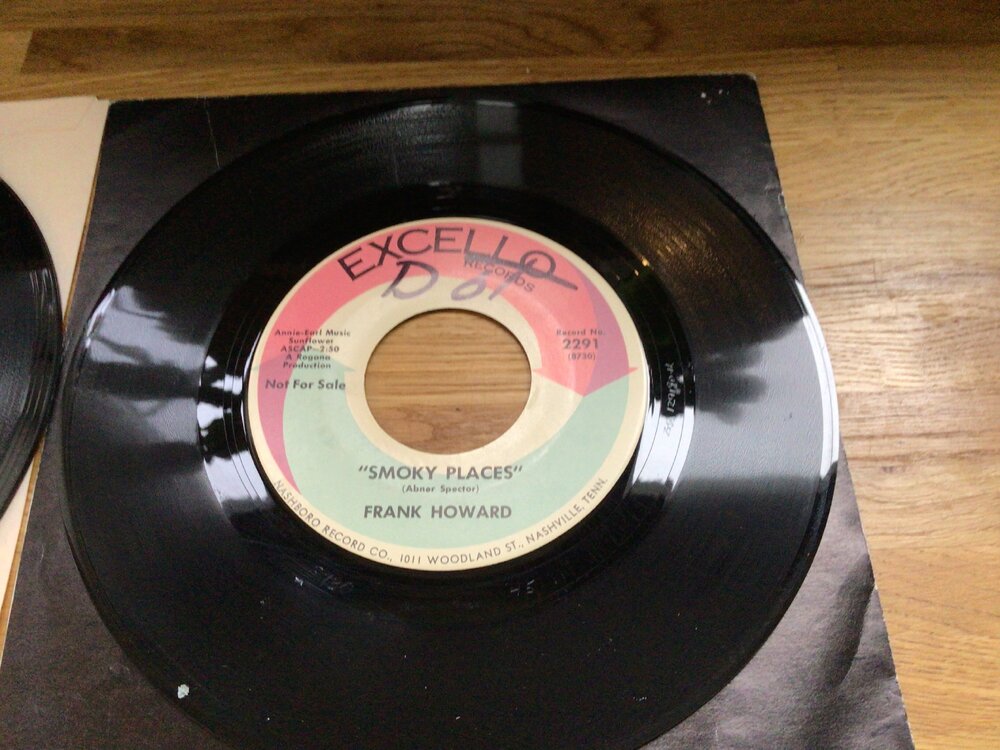 EXCELLO
RECORDS
Annie-Earl Music
Sunflower
ASCAP-2:50
A Rogana
Production
Not For Sale
Record No.
2291
(8730)
"SMOKY PLACES"
(Abner Spector)
FRANK HOWARD
NASHBORO RECORD CO., 1011 WOODLAND ST., NASHVILLE, TENN.